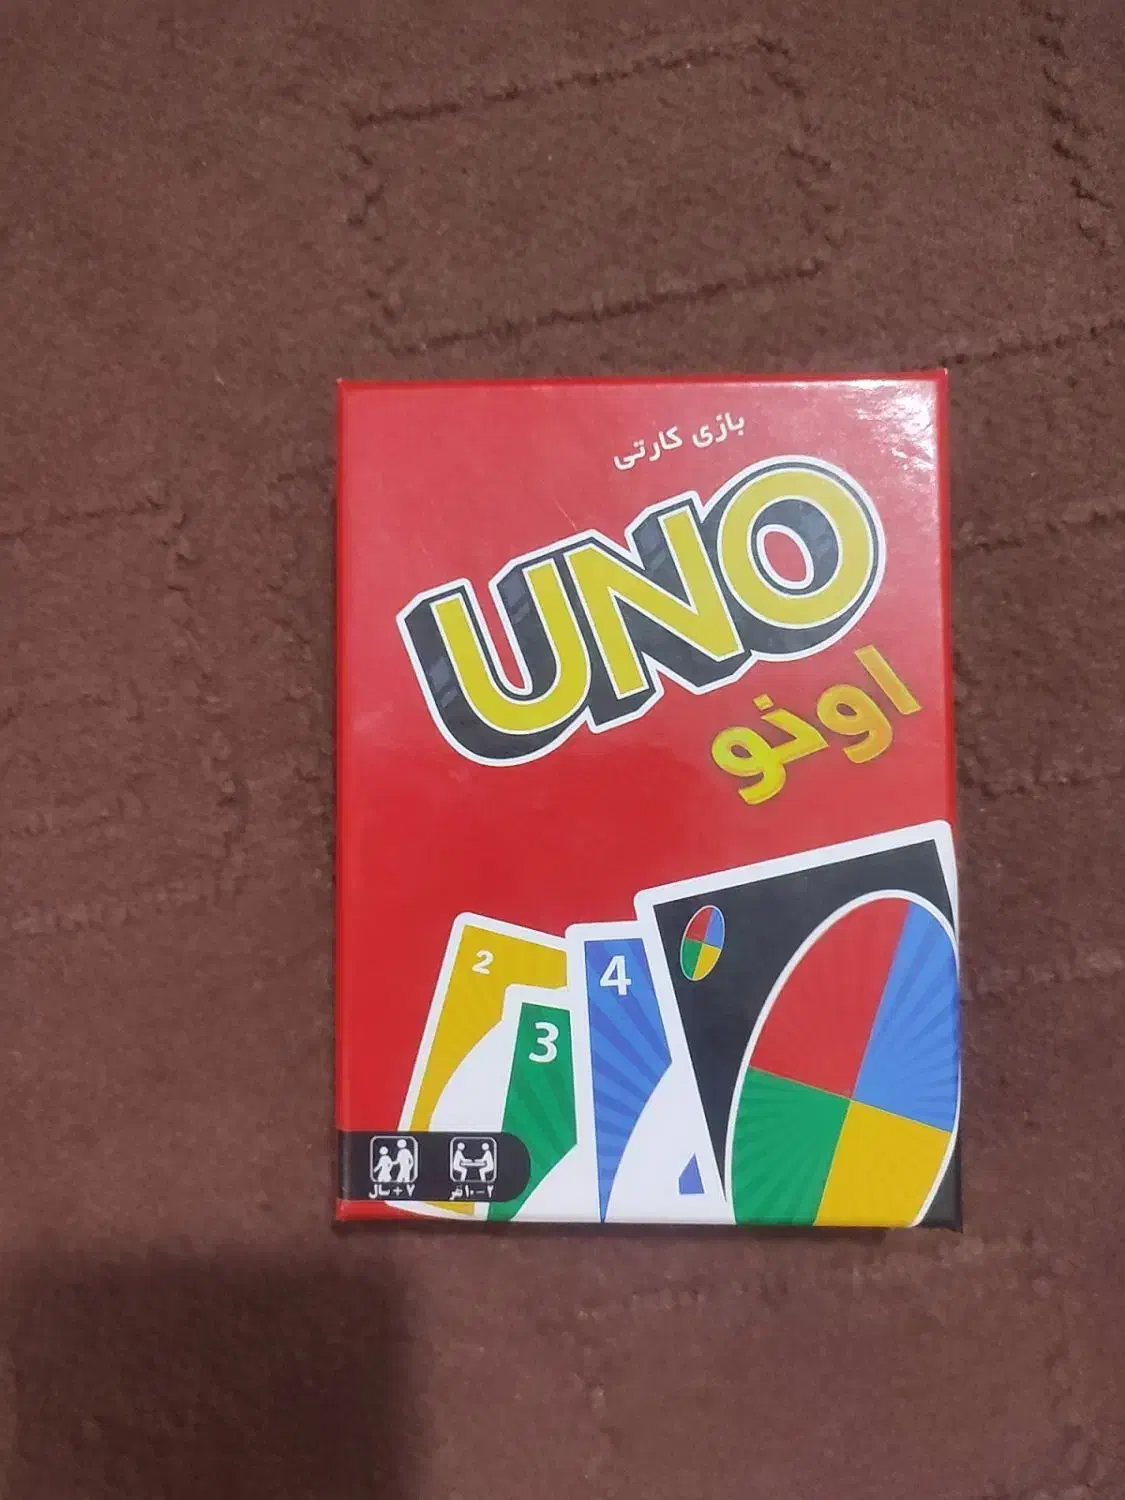 بازی کارتی
UNO
اونو
2
3
4
۷ + سال
۲ - ۱۰ نفر